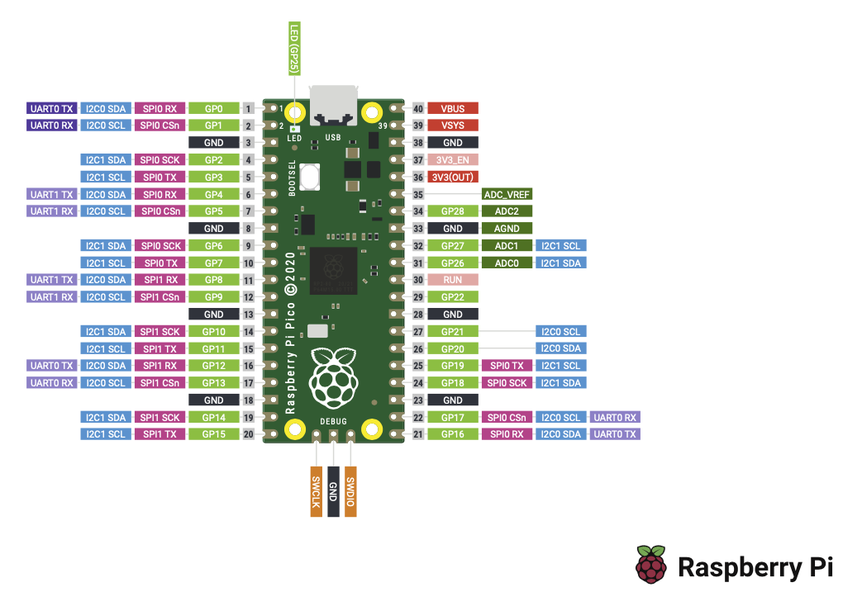 LED (GP25)
UART0 TX I2C0 SDA SPI0 RX GP0 1 1 40 VBUS
UART0 RX I2C0 SCL SPI0 CSn GP1 2 2 39 39 VSYS
GND 3 LED USB 38 GND
I2C1 SDA SPI0 SCK GP2 4 37 3V3_EN
I2C1 SCL SPI0 TX GP3 5 BOOTSEL 36 3V3(OUT)
UART1 TX I2C0 SDA SPI0 RX GP4 6 35 ADC_VREF
UART1 RX I2C0 SCL SPI0 CSn GP5 7 34 GP28 ADC2
GND 8 33 GND AGND
I2C1 SDA SPI0 SCK GP6 9 32 GP27 ADC1 I2C1 SCL
I2C1 SCL SPI0 TX GP7 10 31 GP26 ADC0 I2C1 SDA
UART1 TX I2C0 SDA SPI1 RX GP8 11 30 RUN
UART1 RX I2C0 SCL SPI1 CSn GP9 12 29 GP22
GND 13 28 GND
I2C1 SDA SPI1 SCK GP10 14 27 GP21 I2C0 SCL
I2C1 SCL SPI1 TX GP11 15 26 GP20 I2C0 SDA
UART0 TX I2C0 SDA SPI1 RX GP12 16 25 GP19 SPI0 TX I2C1 SCL
UART0 RX I2C0 SCL SPI1 CSn GP13 17 24 GP18 SPI0 SCK I2C1 SDA
GND 18 23 GND
I2C1 SDA SPI1 SCK GP14 19 22 GP17 SPI0 CSn I2C0 SCL UART0 RX
I2C1 SCL SPI1 TX GP15 20 21 GP16 SPI0 RX I2C0 SDA UART0 TX
Raspberry Pi Pico ©2020
DEBUG
SWCLK GND SWDIO
Raspberry Pi